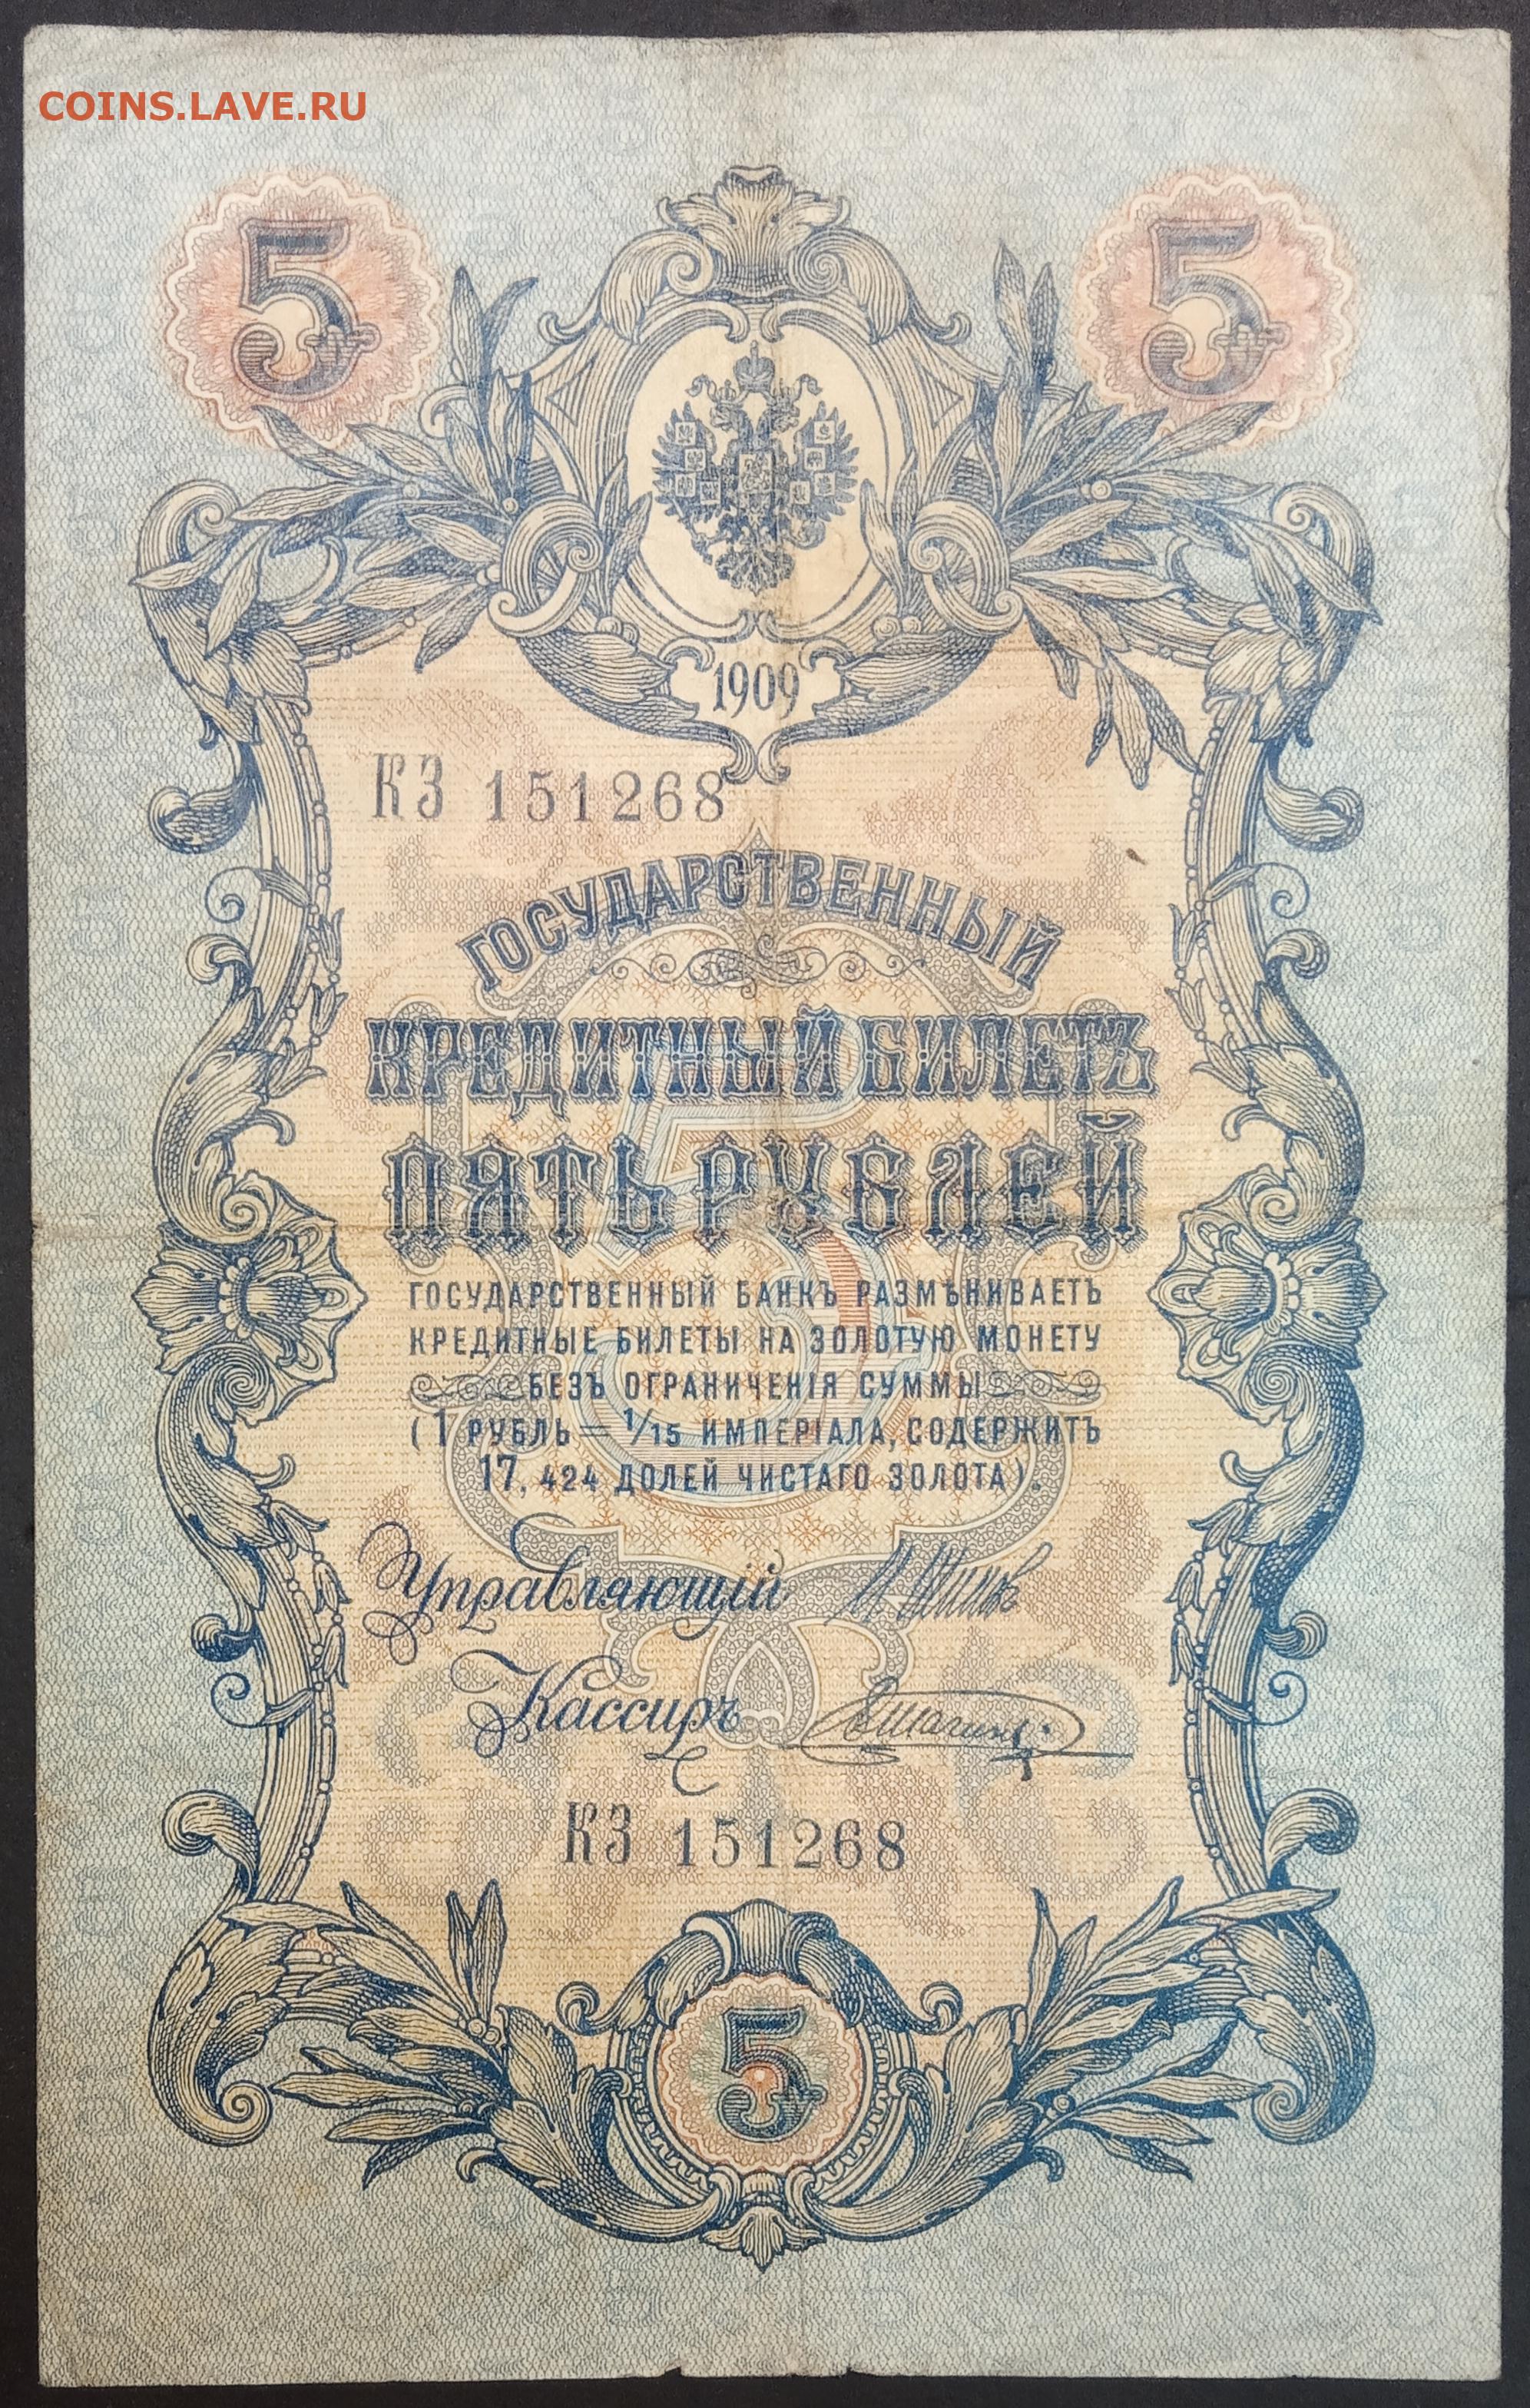 COINS.LAVE.RU
5 5
1909
КЗ 151268
ГОСУДАРСТВЕННЫЙ
КРЕДИТНЫЙ БИЛЕТЪ
ПЯТЬ РУБЛЕЙ
ГОСУДАРСТВЕННЫЙ БАНКЪ РАЗМѢНИВАЕТЪ
КРЕДИТНЫЕ БИЛЕТЫ НА ЗОЛОТУЮ МОНЕТУ
БЕЗЪ ОГРАНИЧЕНІЯ СУММЫ
(1 РУБЛЬ = 1/15 ИМПЕРІАЛА, СОДЕРЖИТЪ
17, 424 ДОЛЕЙ ЧИСТАГО ЗОЛОТА).
Управляющій И. Шипов
Кассиръ
КЗ 151268
5